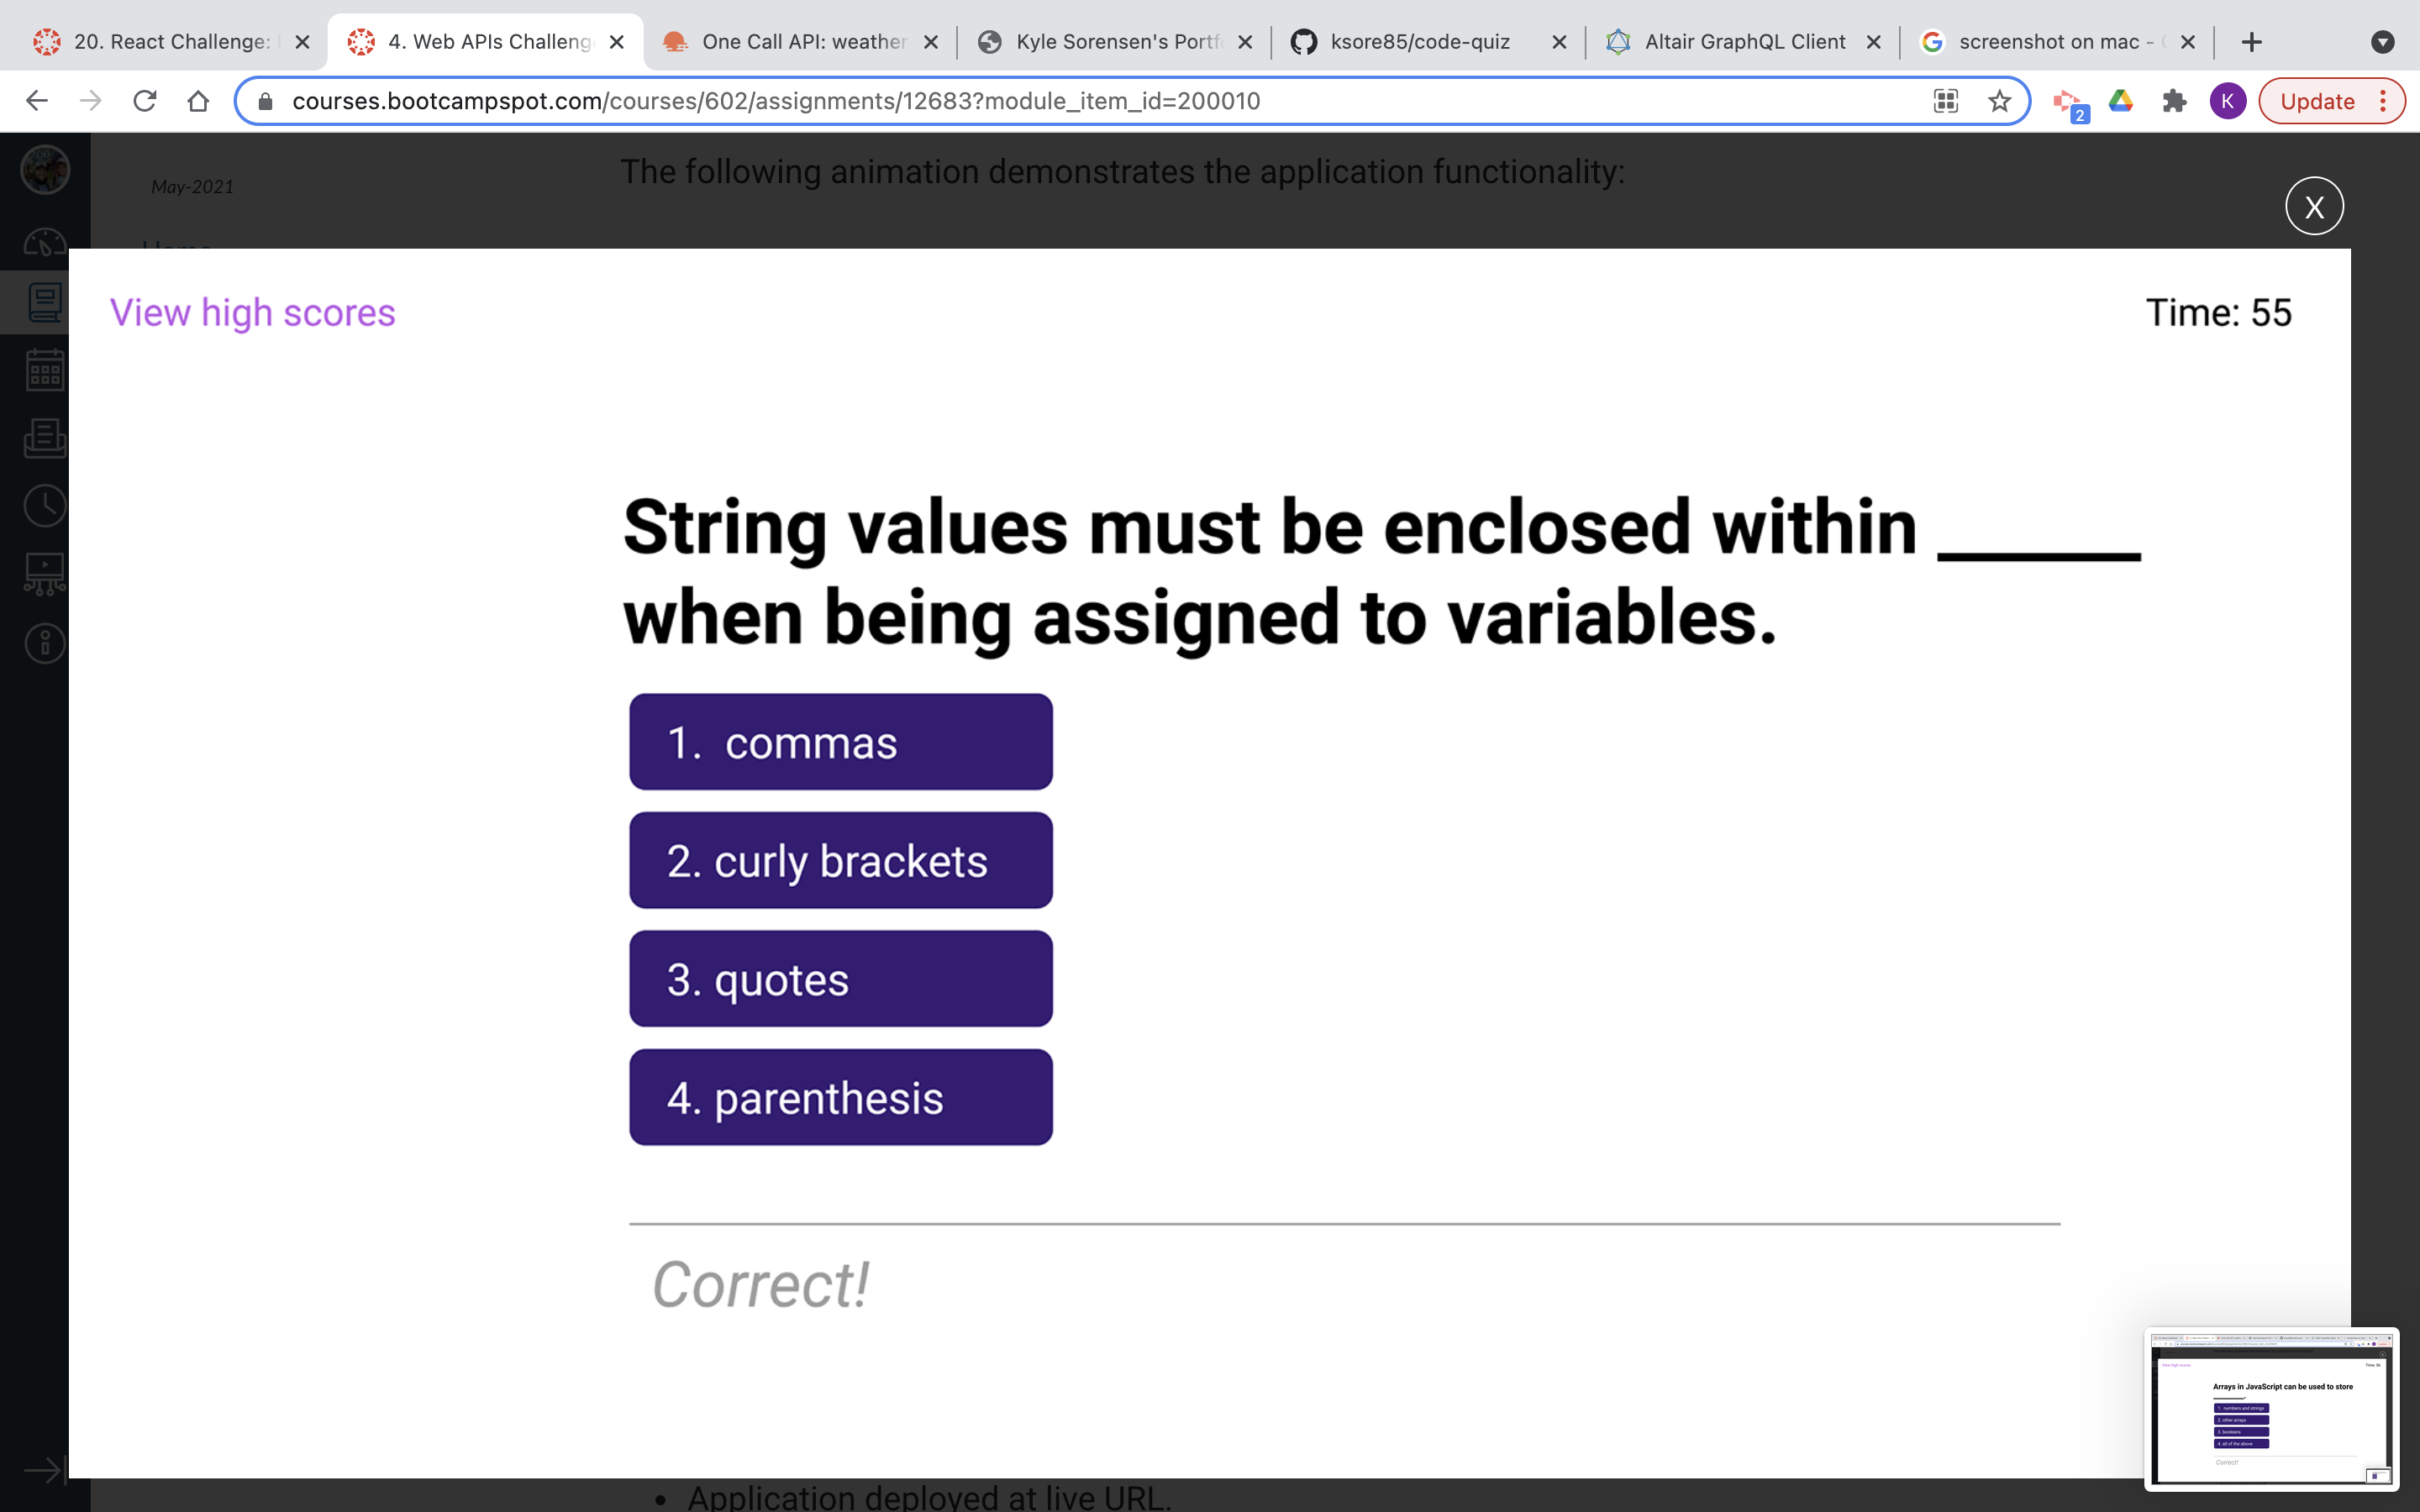 20. React Challenge:
4. Web APIs Challeng
One Call API: weather
Kyle Sorensen's Portf
ksore85/code-quiz
Altair GraphQL Client
screenshot on mac -
courses.bootcampspot.com/courses/602/assignments/12683?module_item_id=200010
2
K
Update
May-2021
The following animation demonstrates the application functionality:
Home
X
View high scores
Time: 55
String values must be enclosed within ______
when being assigned to variables.
1. commas
2. curly brackets
3. quotes
4. parenthesis
Correct!
Arrays in JavaScript can be used to store
1. numbers and strings
2. other arrays
3. booleans
4. all of the above
Correct!
• Application deployed at live URL.